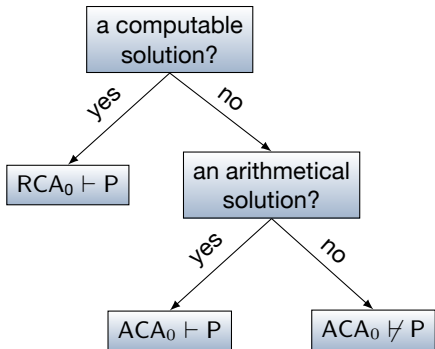 a computable
solution?
yes
no
RCA₀ ⊢ P
an arithmetical
solution?
yes
no
ACA₀ ⊢ P
ACA₀ ⊬ P